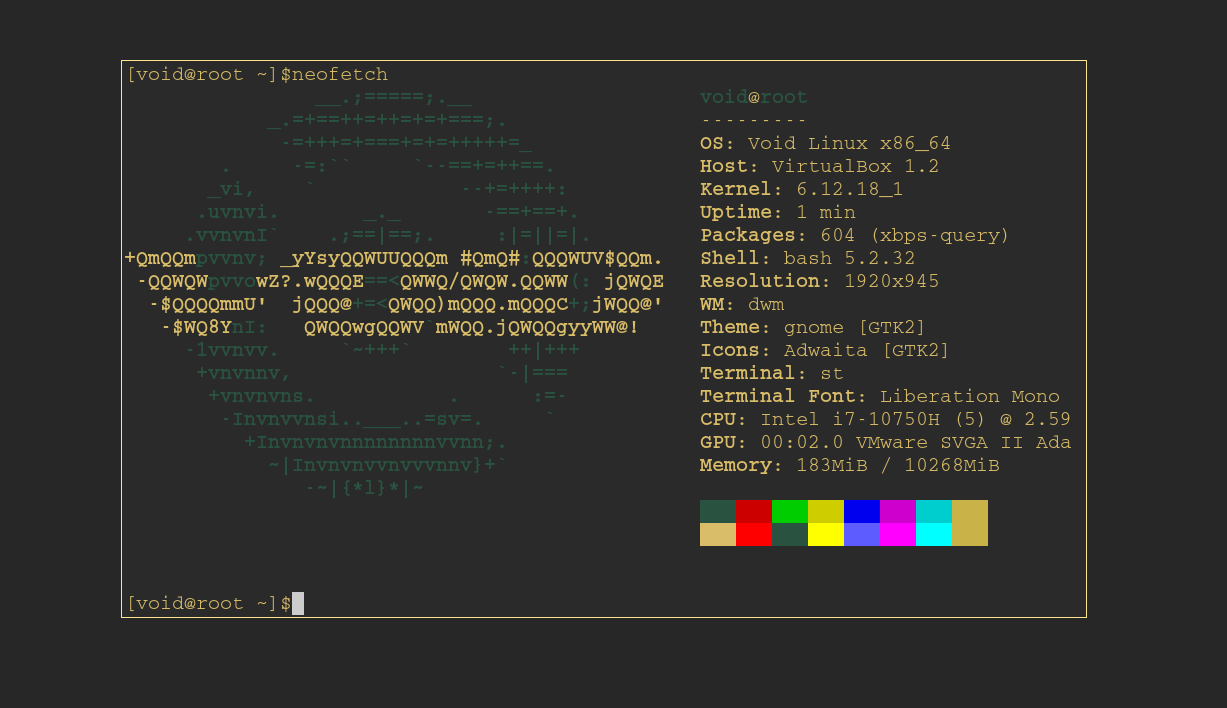 [void@root ~]$neofetch
void@root
---------
OS: Void Linux x86_64
Host: VirtualBox 1.2
Kernel: 6.12.18_1
Uptime: 1 min
Packages: 604 (xbps-query)
Shell: bash 5.2.32
Resolution: 1920x945
WM: dwm
Theme: gnome [GTK2]
Icons: Adwaita [GTK2]
Terminal: st
Terminal Font: Liberation Mono
CPU: Intel i7-10750H (5) @ 2.59
GPU: 00:02.0 VMware SVGA II Ada
Memory: 183MiB / 10268MiB
[void@root ~]$